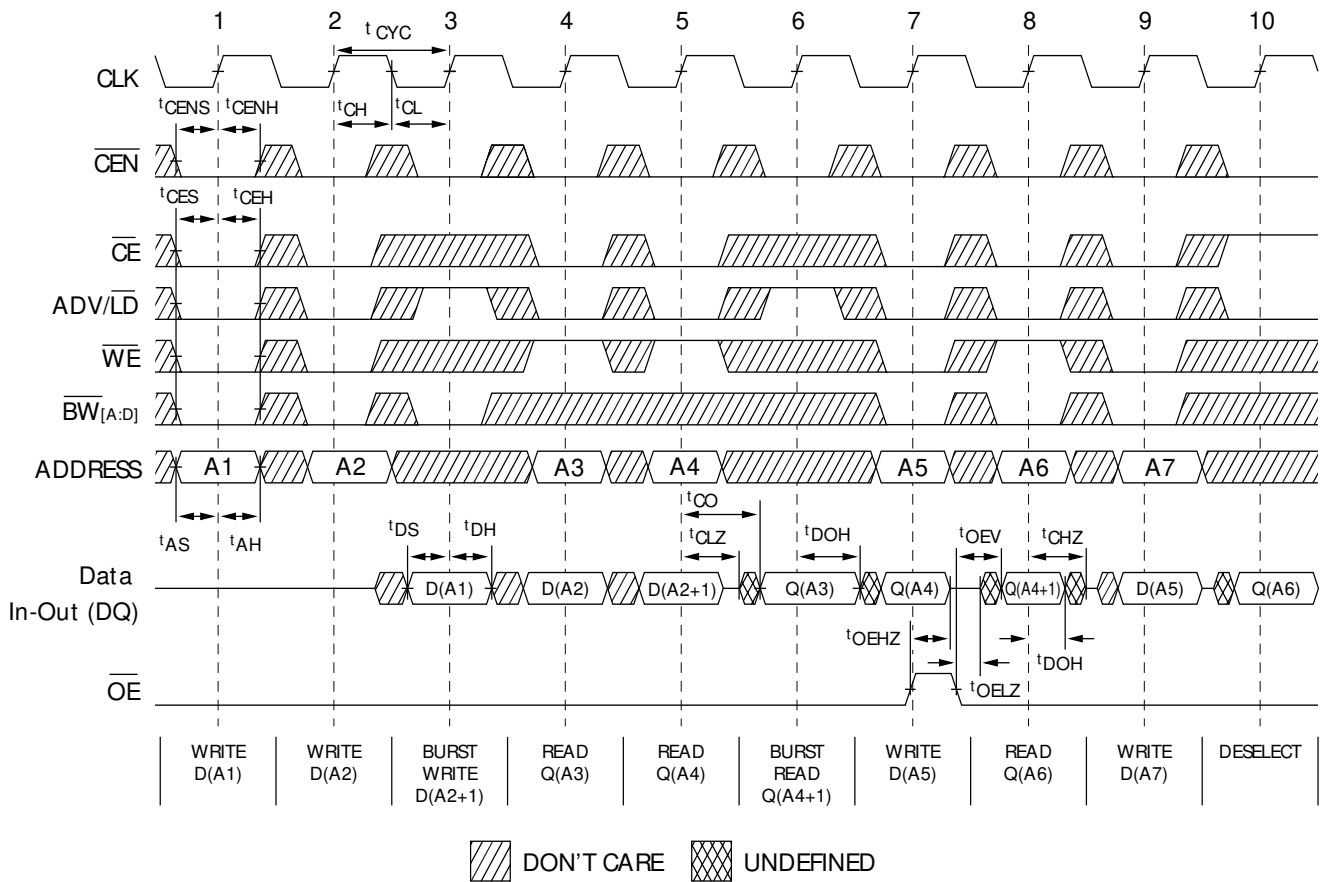 1 2 3 4 5 6 7 8 9 10
tCYC
CLK
tCENS tCENH tCH tCL
CEN
tCES tCEH
CE
ADV/LD
WE
BW[A:D]
ADDRESS A1 A2 A3 A4 A5 A6 A7
tCO
tAS tAH tDS tDH tCLZ tDOH tOEV tCHZ
Data
In-Out (DQ)
D(A1) D(A2) D(A2+1) Q(A3) Q(A4) Q(A4+1) D(A5) Q(A6)
tOEHZ tDOH
tOELZ
OE
WRITE D(A1)
WRITE D(A2)
BURST WRITE D(A2+1)
READ Q(A3)
READ Q(A4)
BURST READ Q(A4+1)
WRITE D(A5)
READ Q(A6)
WRITE D(A7)
DESELECT
DON'T CARE UNDEFINED